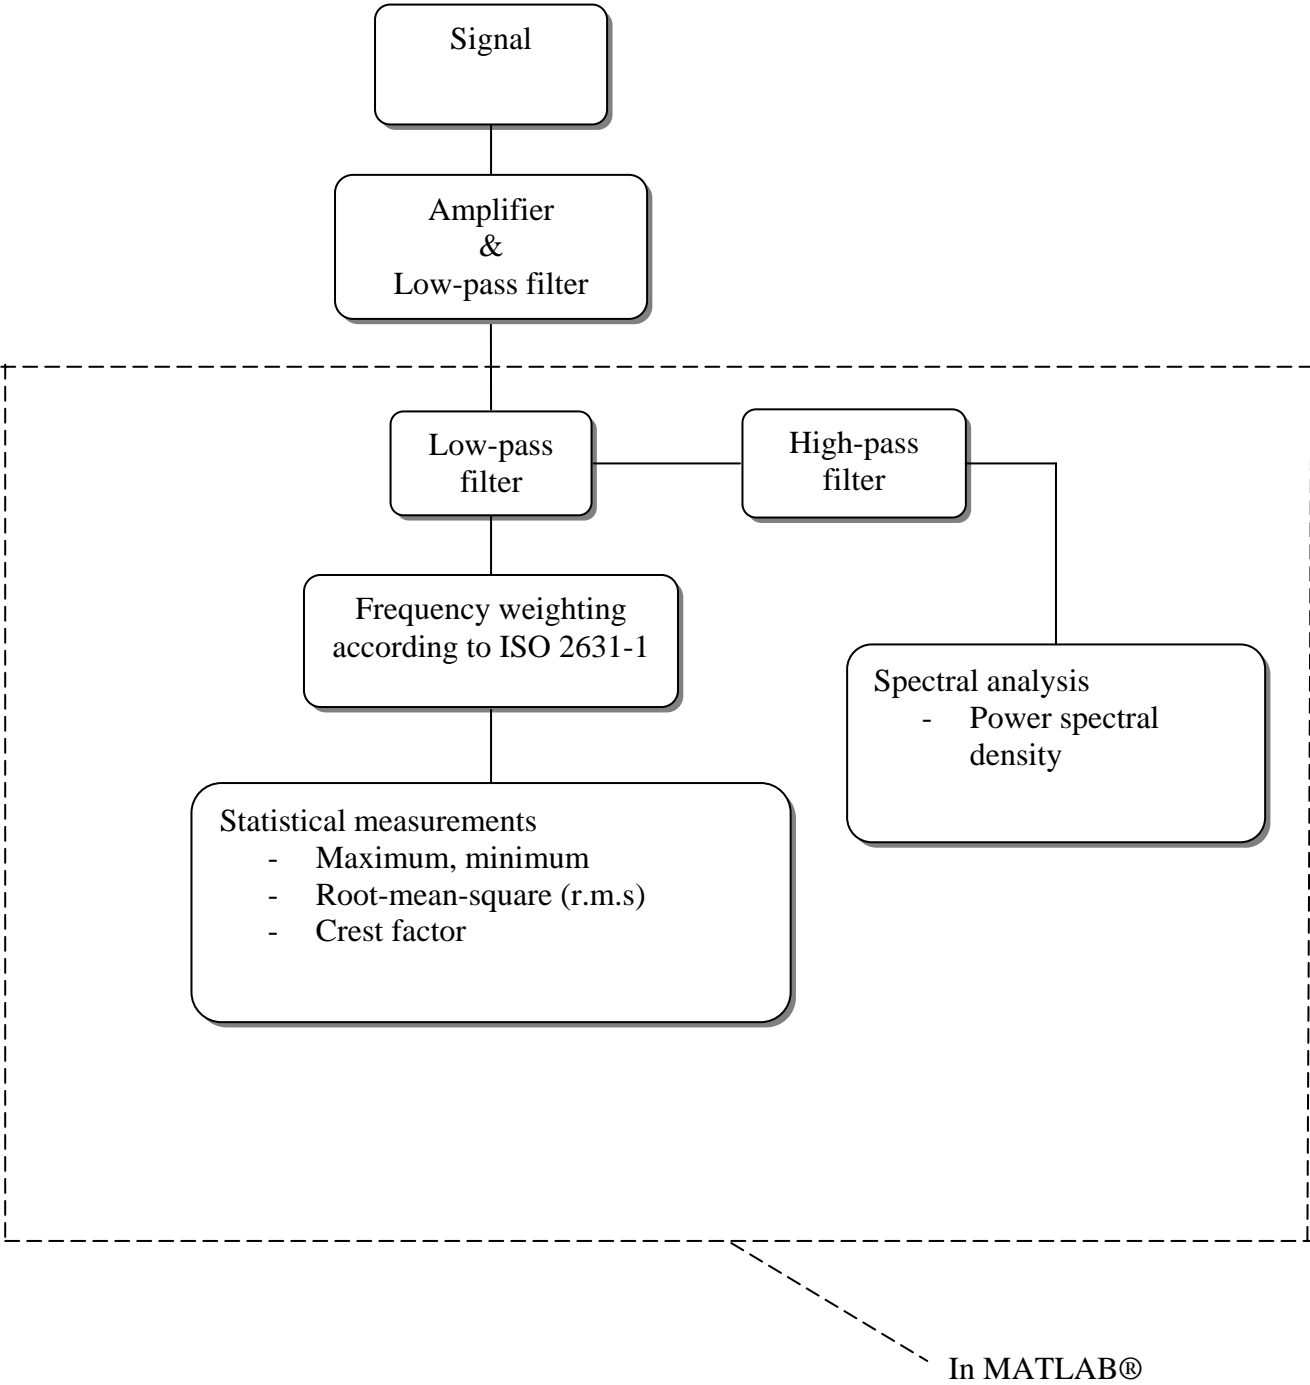 Signal
Amplifier
&
Low-pass filter
Low-pass
filter
High-pass
filter
Frequency weighting
according to ISO 2631-1
Spectral analysis
- Power spectral
density
Statistical measurements
- Maximum, minimum
- Root-mean-square (r.m.s)
- Crest factor
In MATLAB®